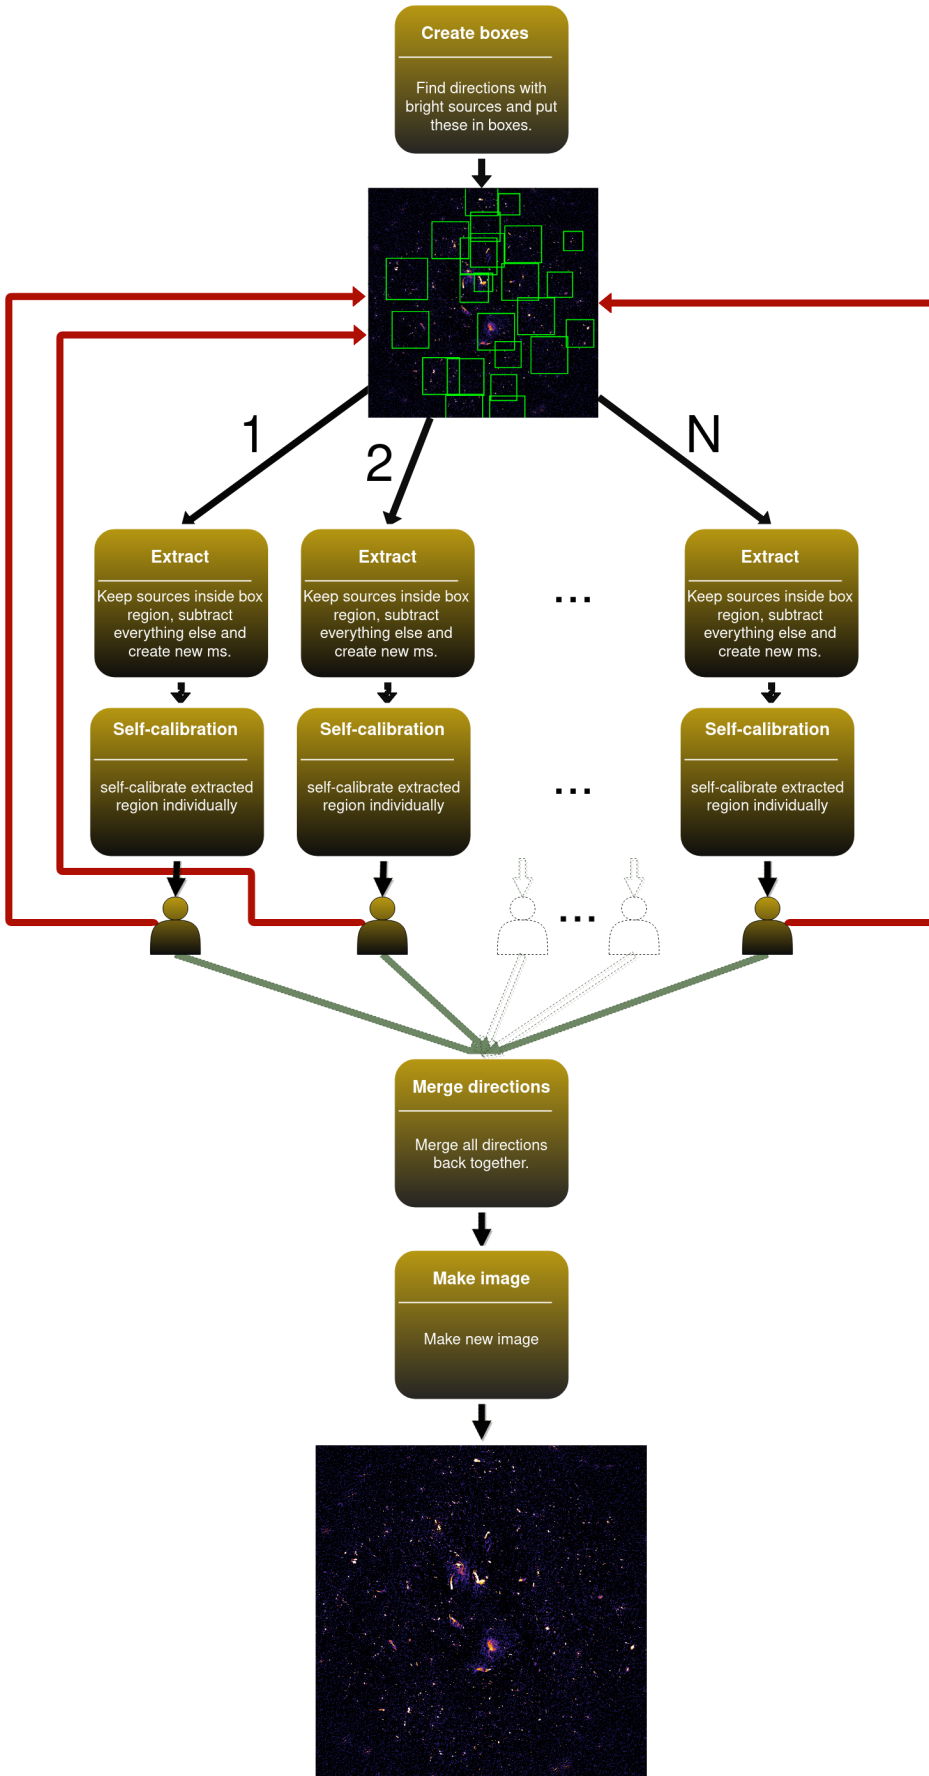 Create boxes
Find directions with
bright sources and put
these in boxes.
1
2
N
Extract
Keep sources inside box
region, subtract
everything else and
create new ms.
Extract
Keep sources inside box
region, subtract
everything else and
create new ms.
...
Extract
Keep sources inside box
region, subtract
everything else and
create new ms.
Self-calibration
self-calibrate extracted
region individually
Self-calibration
self-calibrate extracted
region individually
...
Self-calibration
self-calibrate extracted
region individually
...
Merge directions
Merge all directions
back together.
Make image
Make new image